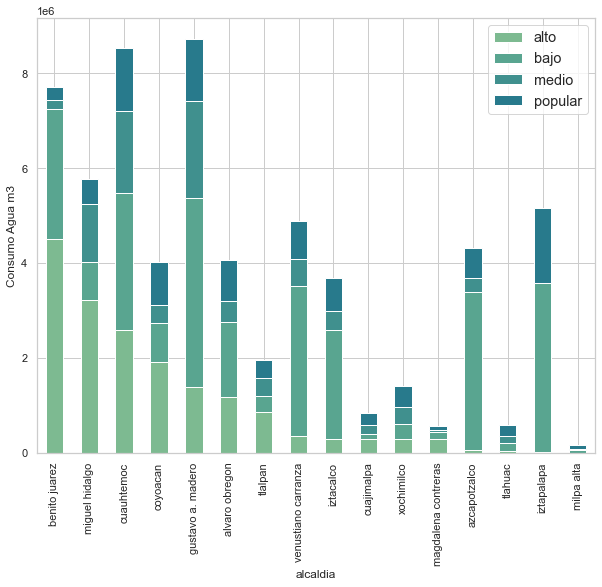 1e6
alto
bajo
medio
popular
8
6
4
2
0
Consumo Agua m3
benito juarez
miguel hidalgo
cuauhtemoc
coyoacan
gustavo a. madero
alvaro obregon
tlalpan
venustiano carranza
iztacalco
cuajimalpa
xochimilco
magdalena contreras
azcapotzalco
tlahuac
iztapalapa
milpa alta
alcaldia